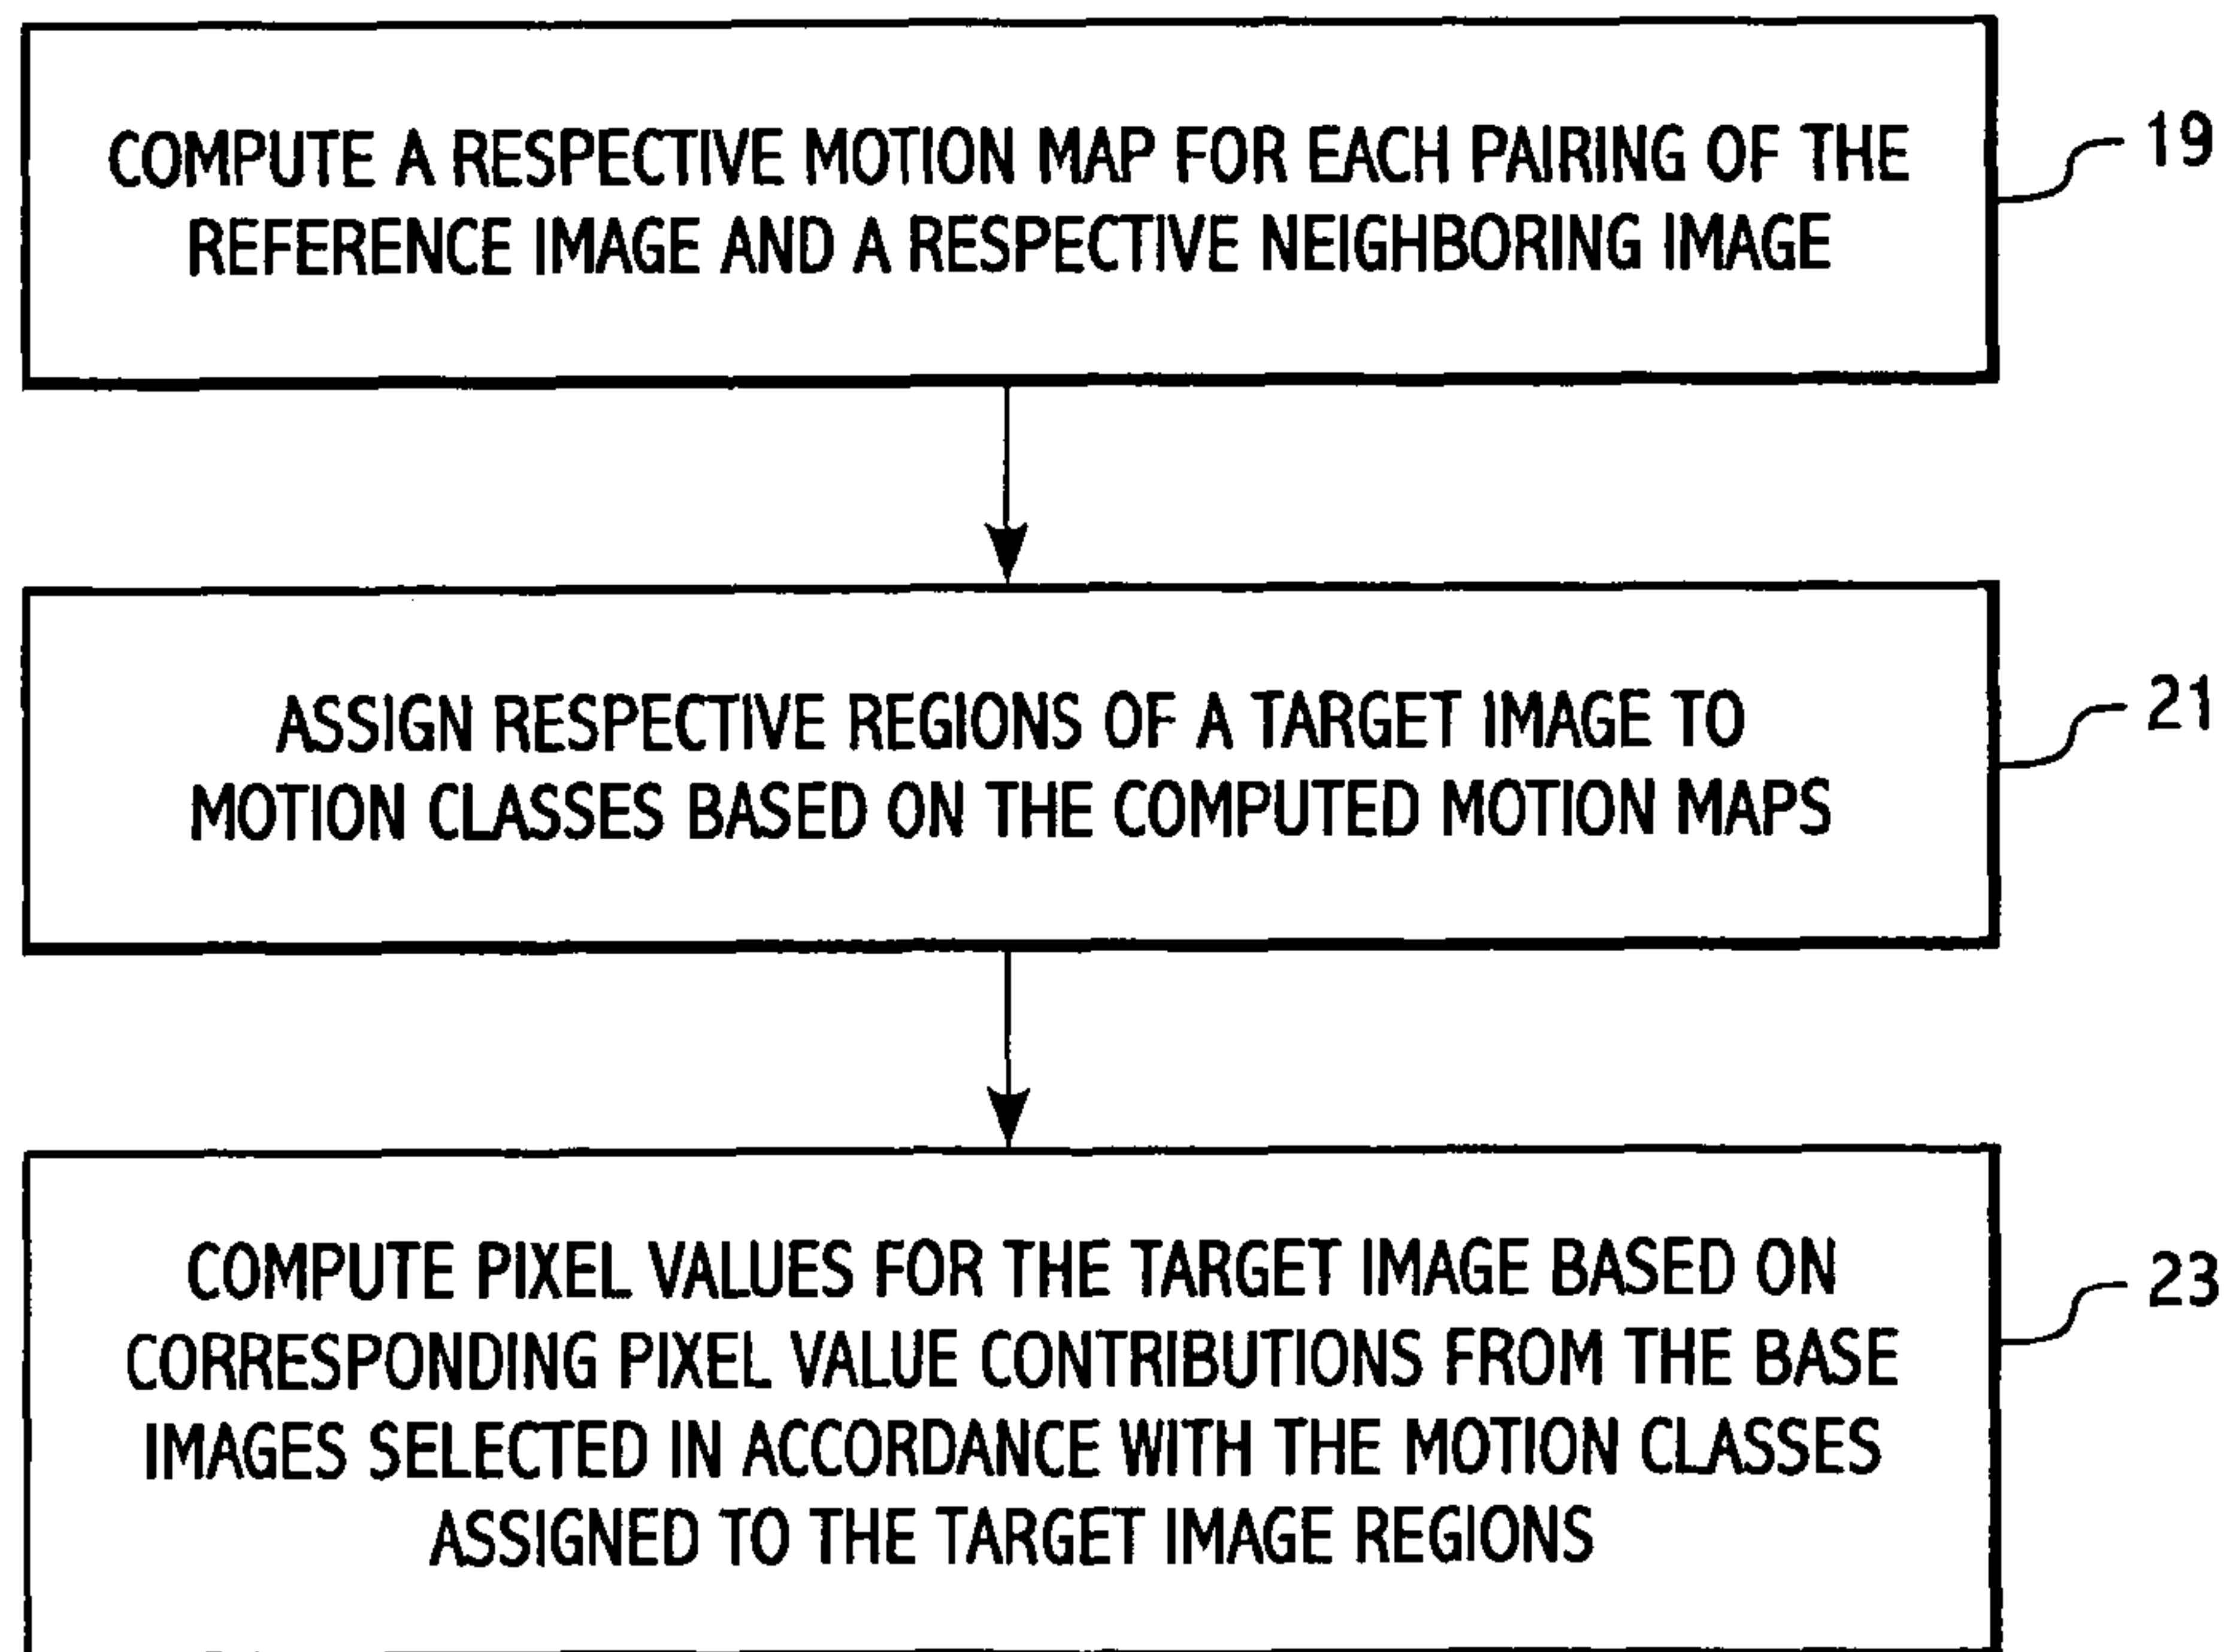 COMPUTE A RESPECTIVE MOTION MAP FOR EACH PAIRING OF THE
REFERENCE IMAGE AND A RESPECTIVE NEIGHBORING IMAGE
19
ASSIGN RESPECTIVE REGIONS OF A TARGET IMAGE TO
MOTION CLASSES BASED ON THE COMPUTED MOTION MAPS
21
COMPUTE PIXEL VALUES FOR THE TARGET IMAGE BASED ON
CORRESPONDING PIXEL VALUE CONTRIBUTIONS FROM THE BASE
IMAGES SELECTED IN ACCORDANCE WITH THE MOTION CLASSES
ASSIGNED TO THE TARGET IMAGE REGIONS
23